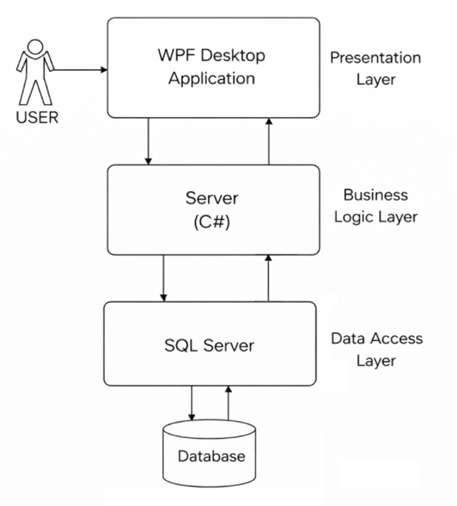 WPF Desktop
Application
Presentation
Layer
USER
Server
(C#)
Business
Logic Layer
SQL Server
Data Access
Layer
Database